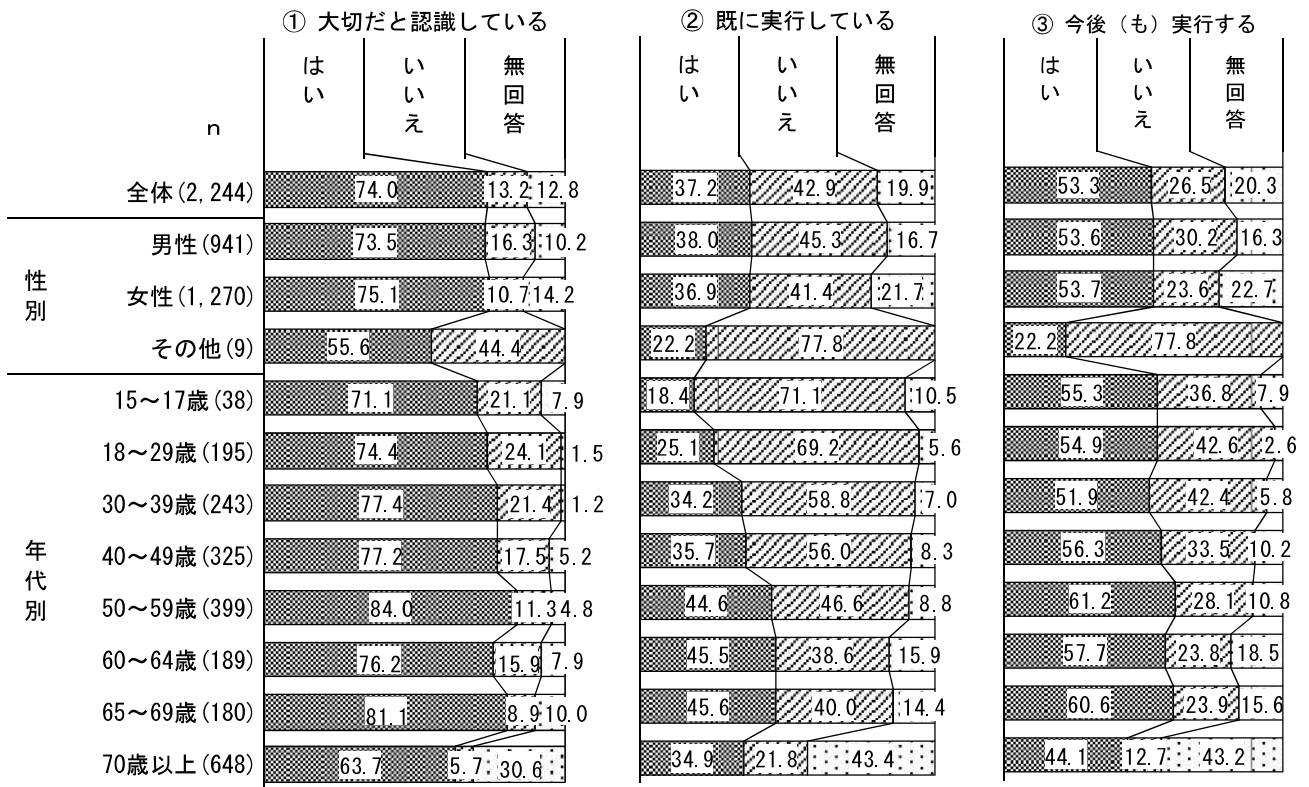 ① 大切だと認識している ② 既に実行している ③ 今後（も）実行する
はい いいえ 無回答 はい いいえ 無回答 はい いいえ 無回答
n
全体(2,244) 74.0 13.2 12.8 37.2 42.9 19.9 53.3 26.5 20.3
性別
男性(941) 73.5 16.3 10.2 38.0 45.3 16.7 53.6 30.2 16.3
女性(1,270) 75.1 10.7 14.2 36.9 41.4 21.7 53.7 23.6 22.7
その他(9) 55.6 44.4 22.2 77.8 22.2 77.8
年代別
15～17歳(38) 71.1 21.1 7.9 18.4 71.1 10.5 55.3 36.8 7.9
18～29歳(195) 74.4 24.1 1.5 25.1 69.2 5.6 54.9 42.6 2.6
30～39歳(243) 77.4 21.4 1.2 34.2 58.8 7.0 51.9 42.4 5.8
40～49歳(325) 77.2 17.5 5.2 35.7 56.0 8.3 56.3 33.5 10.2
50～59歳(399) 84.0 11.3 4.8 44.6 46.6 8.8 61.2 28.1 10.8
60～64歳(189) 76.2 15.9 7.9 45.5 38.6 15.9 57.7 23.8 18.5
65～69歳(180) 81.1 8.9 10.0 45.6 40.0 14.4 60.6 23.9 15.6
70歳以上(648) 63.7 5.7 30.6 34.9 21.8 43.4 44.1 12.7 43.2